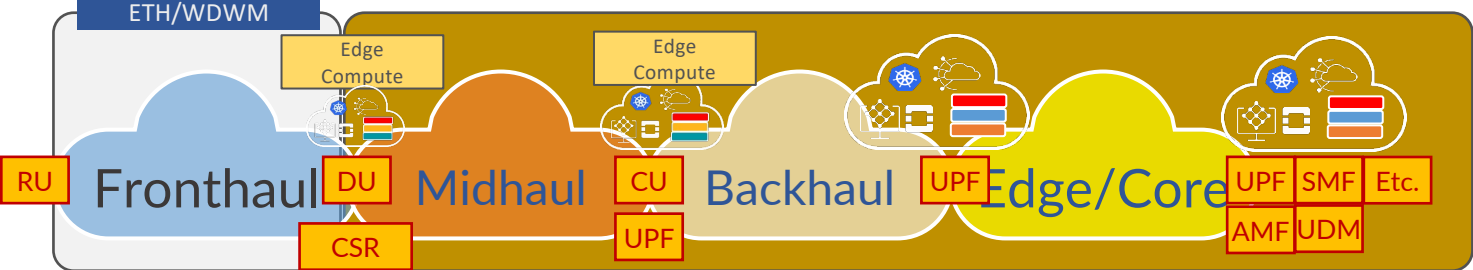 ETH/WDWM
Edge
Compute
Edge
Compute
RU
Fronthaul
DU
Midhaul
CU
Backhaul
UPF
Edge/Core
UPF
SMF
Etc.
CSR
UPF
AMF
UDM